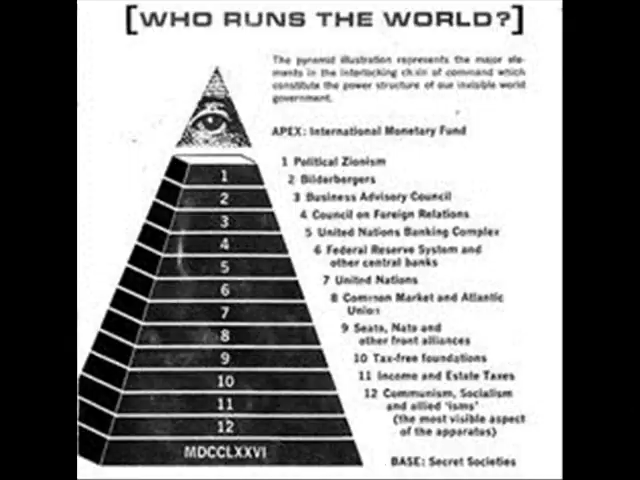 [WHO RUNS THE WORLD?]
The pyramid illustration represents the major ele-
ments in the interlocking chain of command which
constitute the power structure of our invisible world
government.
APEX: International Monetary Fund
1 Political Zionism
2 Bilderbergers
3 Business Advisory Council
4 Council on Foreign Relations
5 United Nations Banking Complex
6 Federal Reserve System and
other central banks
7 United Nations
8 Common Market and Atlantic
Union
9 Seato, Nato and
other front alliances
10 Tax-free foundations
11 Income and Estate Taxes
12 Communism, Socialism
and allied 'isms'
(the most visible aspect
of the apparatus)
BASE: Secret Societies
1
2
3
4
5
6
7
8
9
10
11
12
MDCCLXXVI